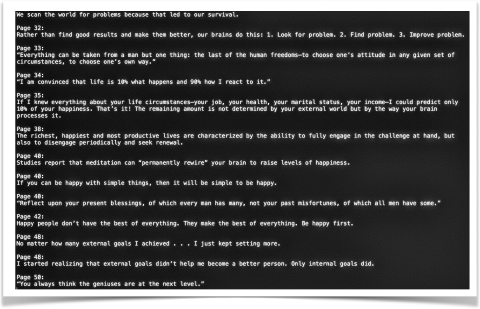 We scan the world for problems because that led to our survival.
Page 32:
Rather than find good results and make them better, our brains do this: 1. Look for problem. 2. Find problem. 3. Improve problem.
Page 33:
"Everything can be taken from a man but one thing: the last of the human freedoms—to choose one's attitude in any given set of
circumstances, to choose one's own way."
Page 34:
"I am convinced that life is 10% what happens and 90% how I react to it."
Page 35:
If I knew everything about your life circumstances—your job, your health, your marital status, your income—I could predict only
10% of your happiness. That's it! The remaining amount is not determined by your external world but by the way your brain
processes it.
Page 38:
The richest, happiest and most productive lives are characterized by the ability to fully engage in the challenge at hand, but
also to disengage periodically and seek renewal.
Page 40:
Studies report that meditation can "permanently rewire" your brain to raise levels of happiness.
Page 40:
If you can be happy with simple things, then it will be simple to be happy.
Page 40:
"Reflect upon your present blessings, of which every man has many, not your past misfortunes, of which all men have some."
Page 42:
Happy people don't have the best of everything. They make the best of everything. Be happy first.
Page 48:
No matter how many external goals I achieved . . . I just kept setting more.
Page 48:
I started realizing that external goals didn't help me become a better person. Only internal goals did.
Page 50:
"You always think the geniuses are at the next level."